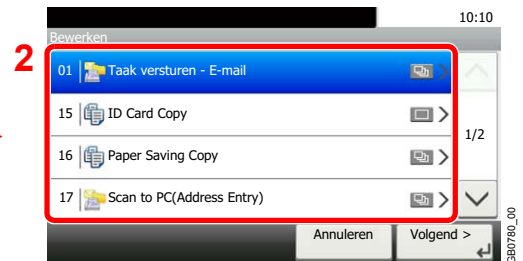 10:10
Bewerken
2
01 Taak versturen - E-mail
15 ID Card Copy
16 Paper Saving Copy
17 Scan to PC(Address Entry)
1/2
Annuleren
Volgend >
GB0780_00